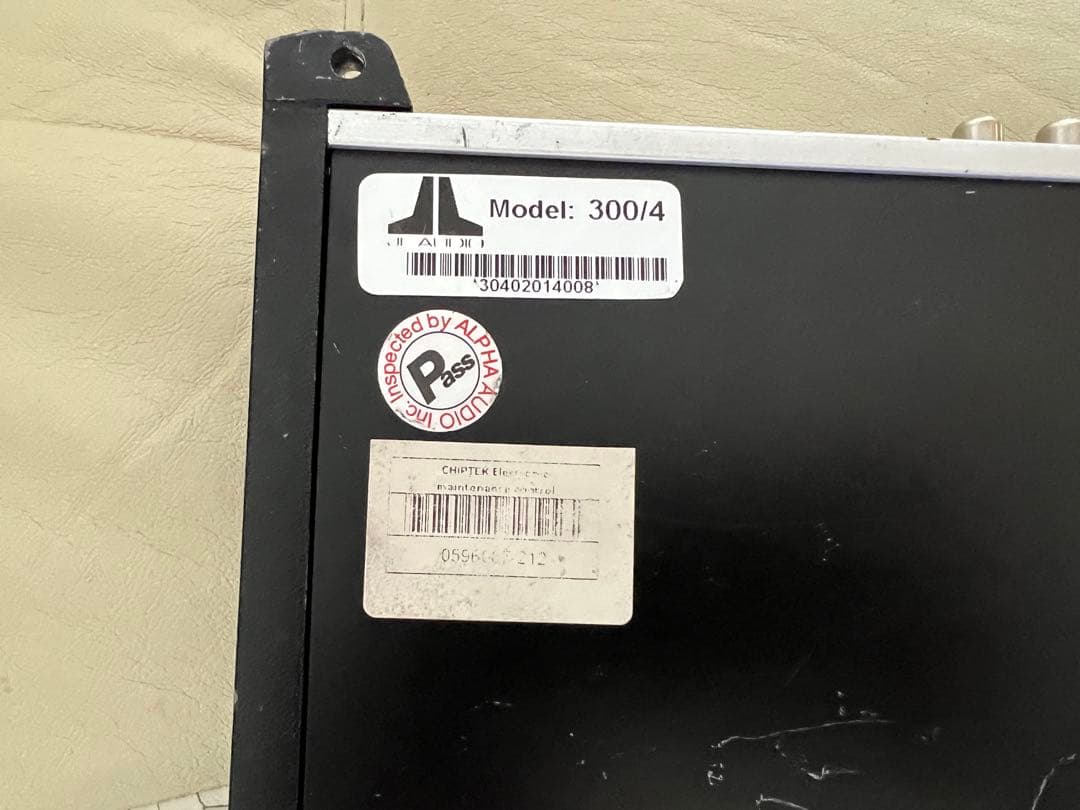 Model: 300/4
JL AUDIO
*30402014008*
Inspected by ALPHA AUDIO Inc.
Pass
CHIPTEK
maintenance control